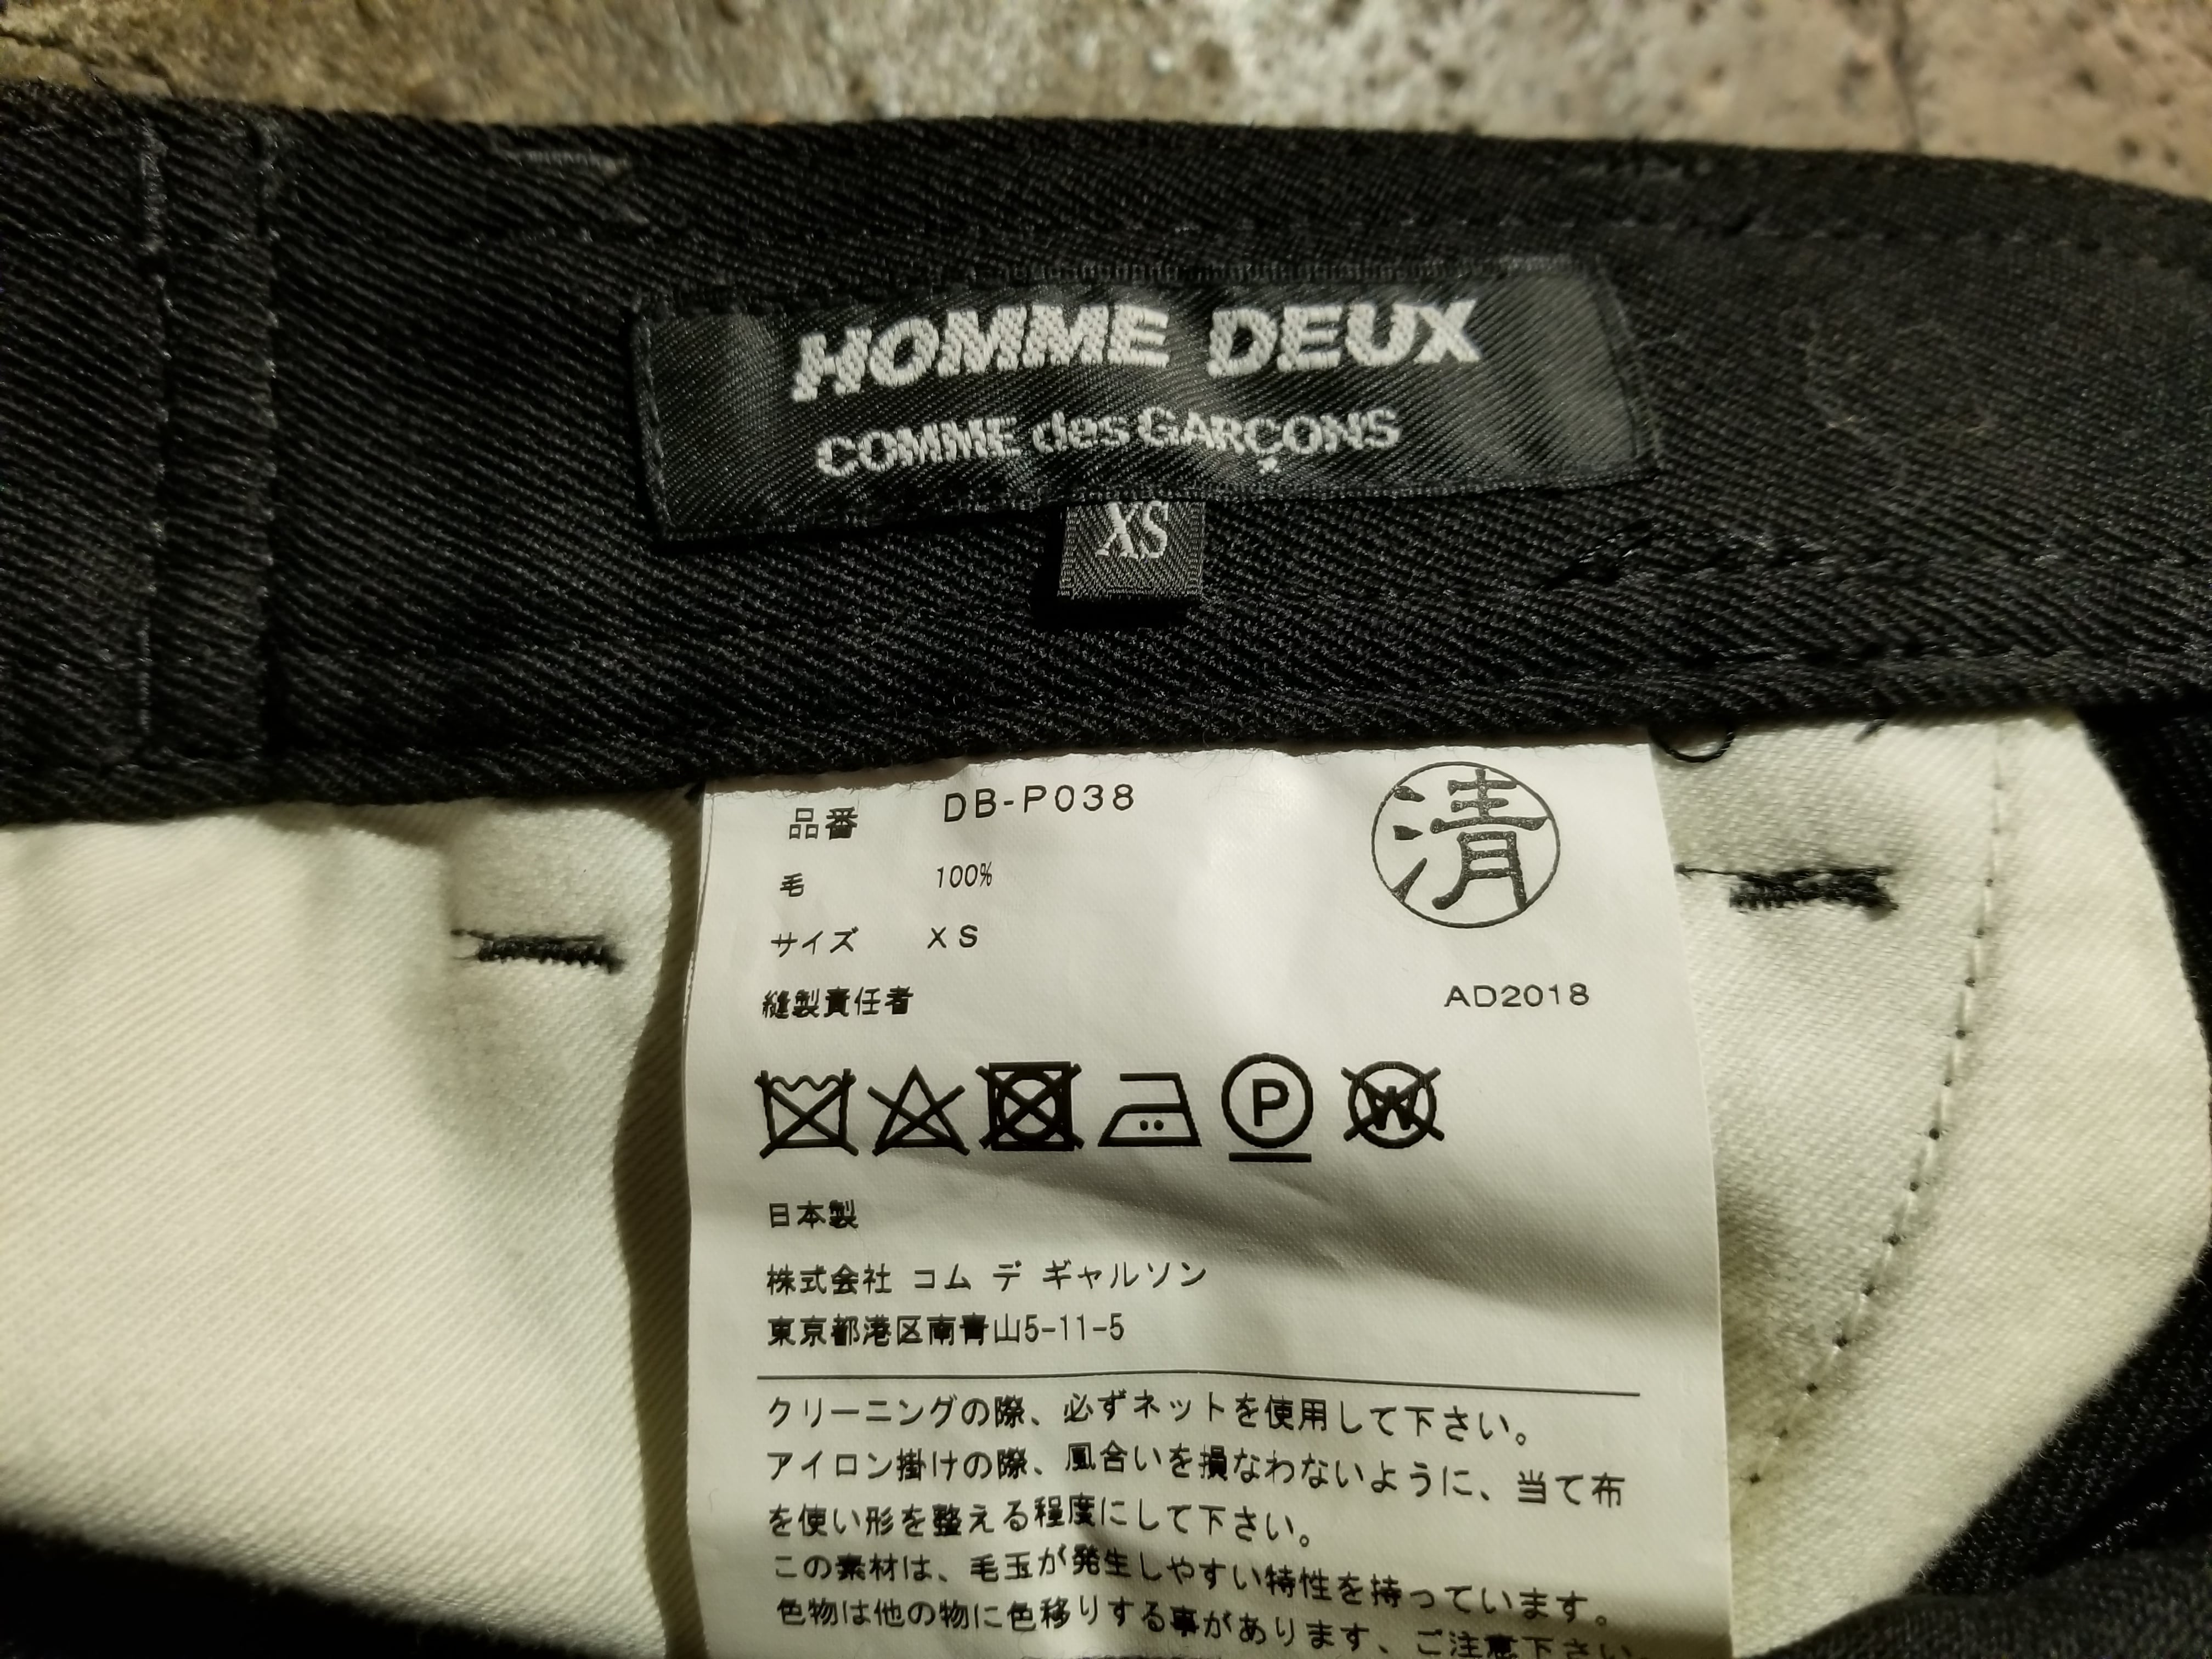 HOMME DEUX
COMME des GARÇONS
XS
品番 DB-P038
清
毛 100%
サイズ XS
縫製責任者
AD2018
P
W
日本製
株式会社 コム デ ギャルソン
東京都港区南青山5-11-5
クリーニングの際、必ずネットを使用して下さい。
アイロン掛けの際、風合いを損なわないように、当て布
を使い形を整える程度にして下さい。
この素材は、毛玉が発生しやすい特性を持っています。
色物は他の物に色移りする事があります、ご注意下さい。